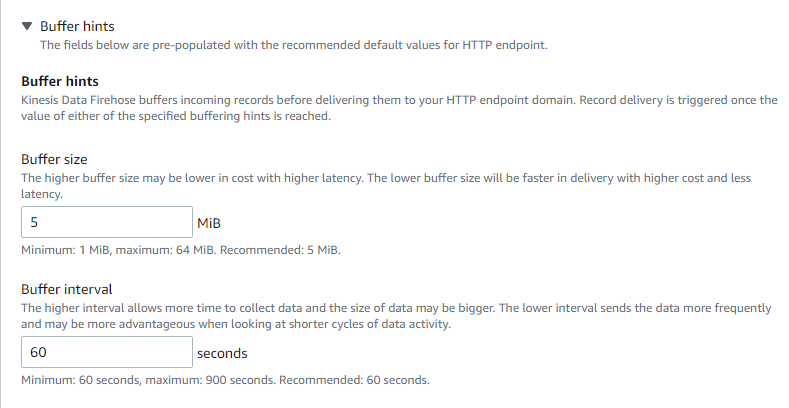 Buffer hints
The fields below are pre-populated with the recommended default values for HTTP endpoint.
Buffer hints
Kinesis Data Firehose buffers incoming records before delivering them to your HTTP endpoint domain. Record delivery is triggered once the
value of either of the specified buffering hints is reached.
Buffer size
The higher buffer size may be lower in cost with higher latency. The lower buffer size will be faster in delivery with higher cost and less
latency.
5 MiB
Minimum: 1 MiB, maximum: 64 MiB. Recommended: 5 MiB.
Buffer interval
The higher interval allows more time to collect data and the size of data may be bigger. The lower interval sends the data more frequently
and may be more advantageous when looking at shorter cycles of data activity.
60 seconds
Minimum: 60 seconds, maximum: 900 seconds. Recommended: 60 seconds.